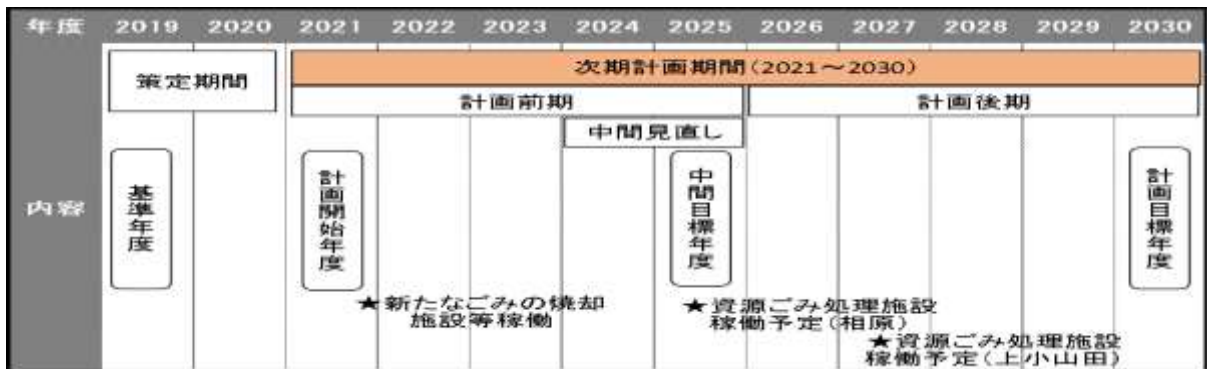 年度 2019 2020 2021 2022 2023 2024 2025 2026 2027 2028 2029 2030
策定期間
次期計画期間(2021～2030)
計画前期
計画後期
中間見直し
内容
基準年度
計画開始年度
中間目標年度
計画目標年度
★新たなごみの焼却
施設等稼働
★資源ごみ処理施設
稼働予定(相原)
★資源ごみ処理施設
稼働予定(上小山田)